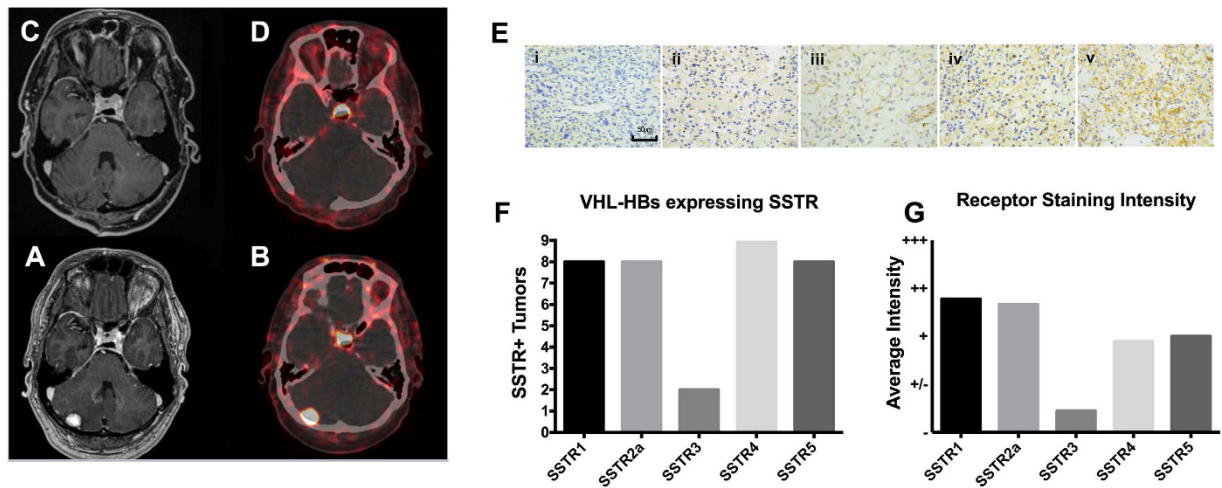 C
D
A
B
E
i
ii
iii
iv
v
50μm
F
VHL-HBs expressing SSTR
SSTR+ Tumors
9
8
7
6
5
4
3
2
1
0
SSTR1
SSTR2a
SSTR3
SSTR4
SSTR5
G
Receptor Staining Intensity
Average Intensity
+++
++
+
+/-
-
SSTR1
SSTR2a
SSTR3
SSTR4
SSTR5